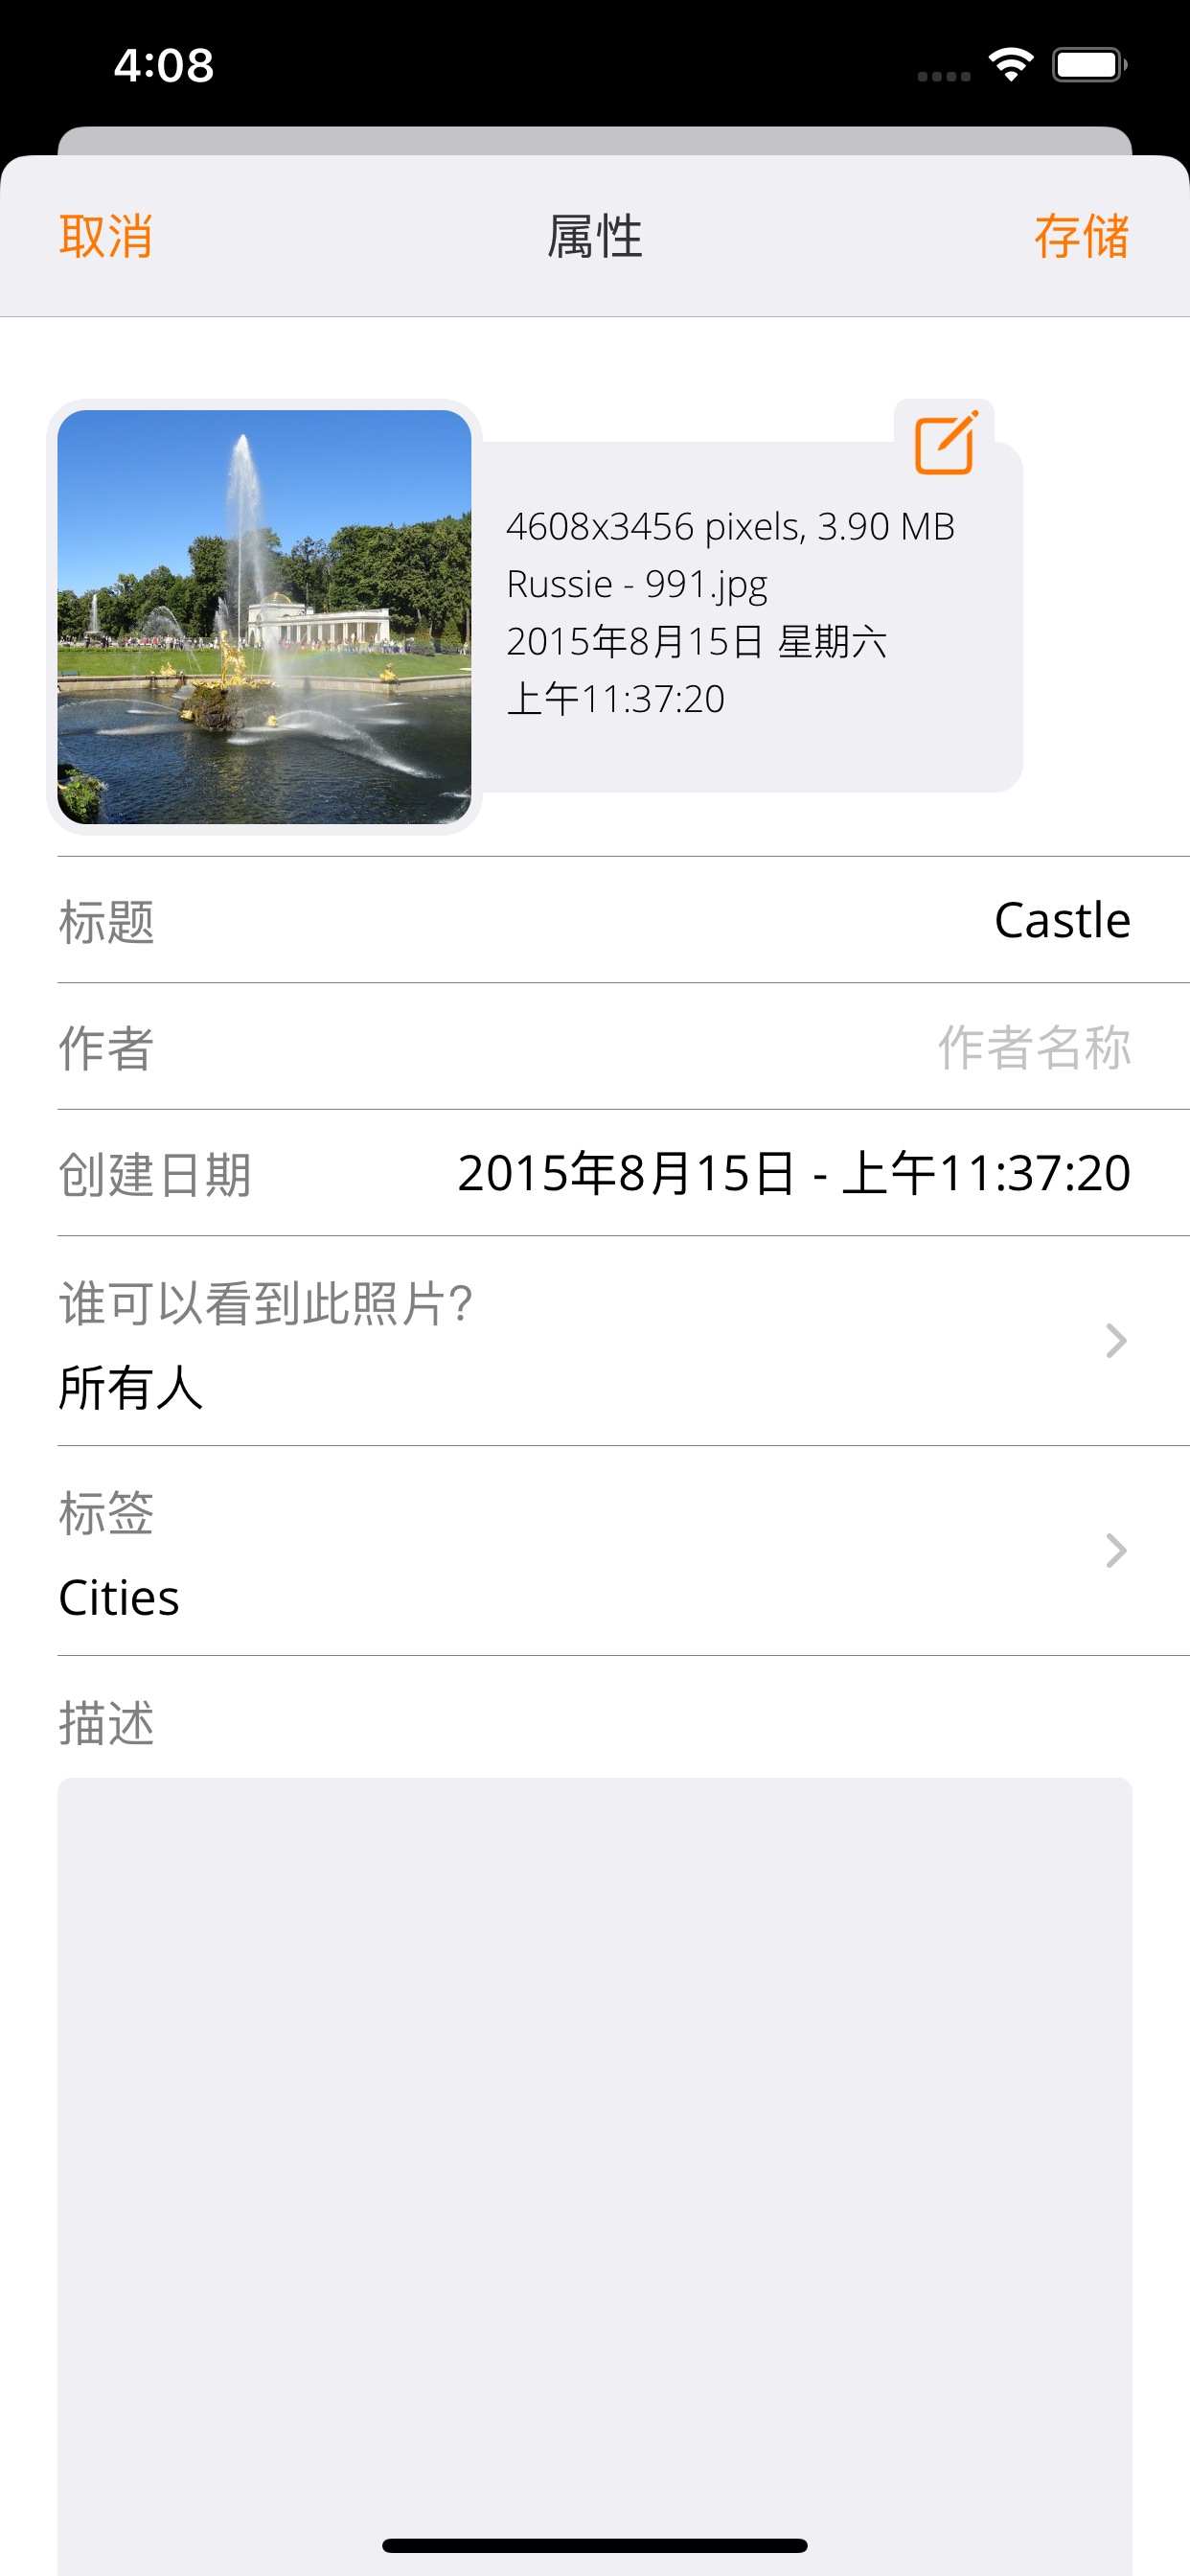 4:08
取消
属性
存储
4608x3456 pixels, 3.90 MB
Russie - 991.jpg
2015年8月15日 星期六
上午11:37:20
标题
Castle
作者
作者名称
创建日期
2015年8月15日 - 上午11:37:20
谁可以看到此照片?
所有人
标签
Cities
描述